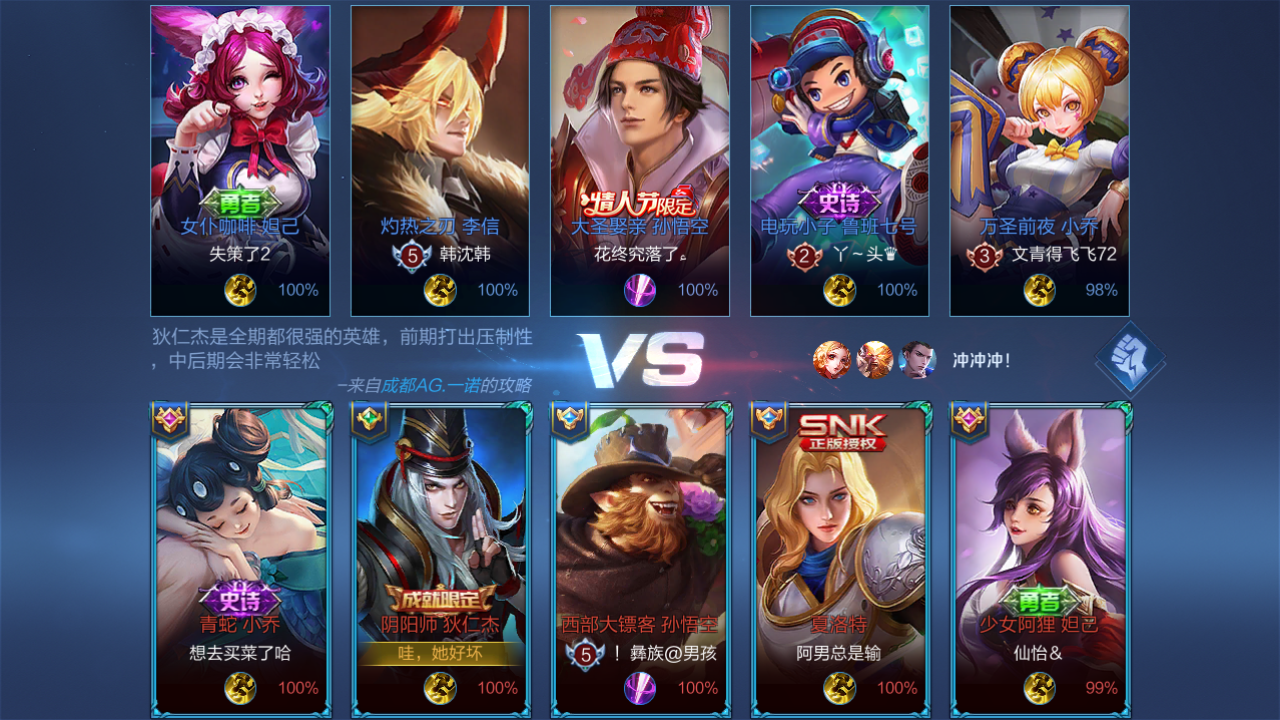 勇者
女仆咖啡 妲己
失策了2
100%
灼热之刃 李信
5 韩沈韩
100%
情人节限定
大圣娶亲 孙悟空
花终究落了。
100%
史诗
电玩小子 鲁班七号
2 丫~头♛
100%
万圣前夜 小乔
3 文青得飞飞72
98%
狄仁杰是全期都很强的英雄，前期打出压制性
，中后期会非常轻松
–来自成都AG.一诺的攻略
VS
冲冲冲！
史诗
青蛇 小乔
想去买菜了哈
100%
成就限定
阴阳师 狄仁杰
哇，她好坏
100%
西部大镖客 孙悟空
5 ！彝族@男孩
100%
SNK
正版授权
夏洛特
阿男总是输
100%
勇者
少女阿狸 妲己
仙怡＆
99%